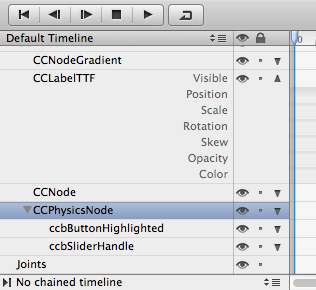 Default Timeline
0
CCNodeGradient
CCLabelTTF Visible
Position
Scale
Rotation
Skew
Opacity
Color
CCNode
CCPhysicsNode
ccbButtonHighlighted
ccbSliderHandle
Joints
No chained timeline